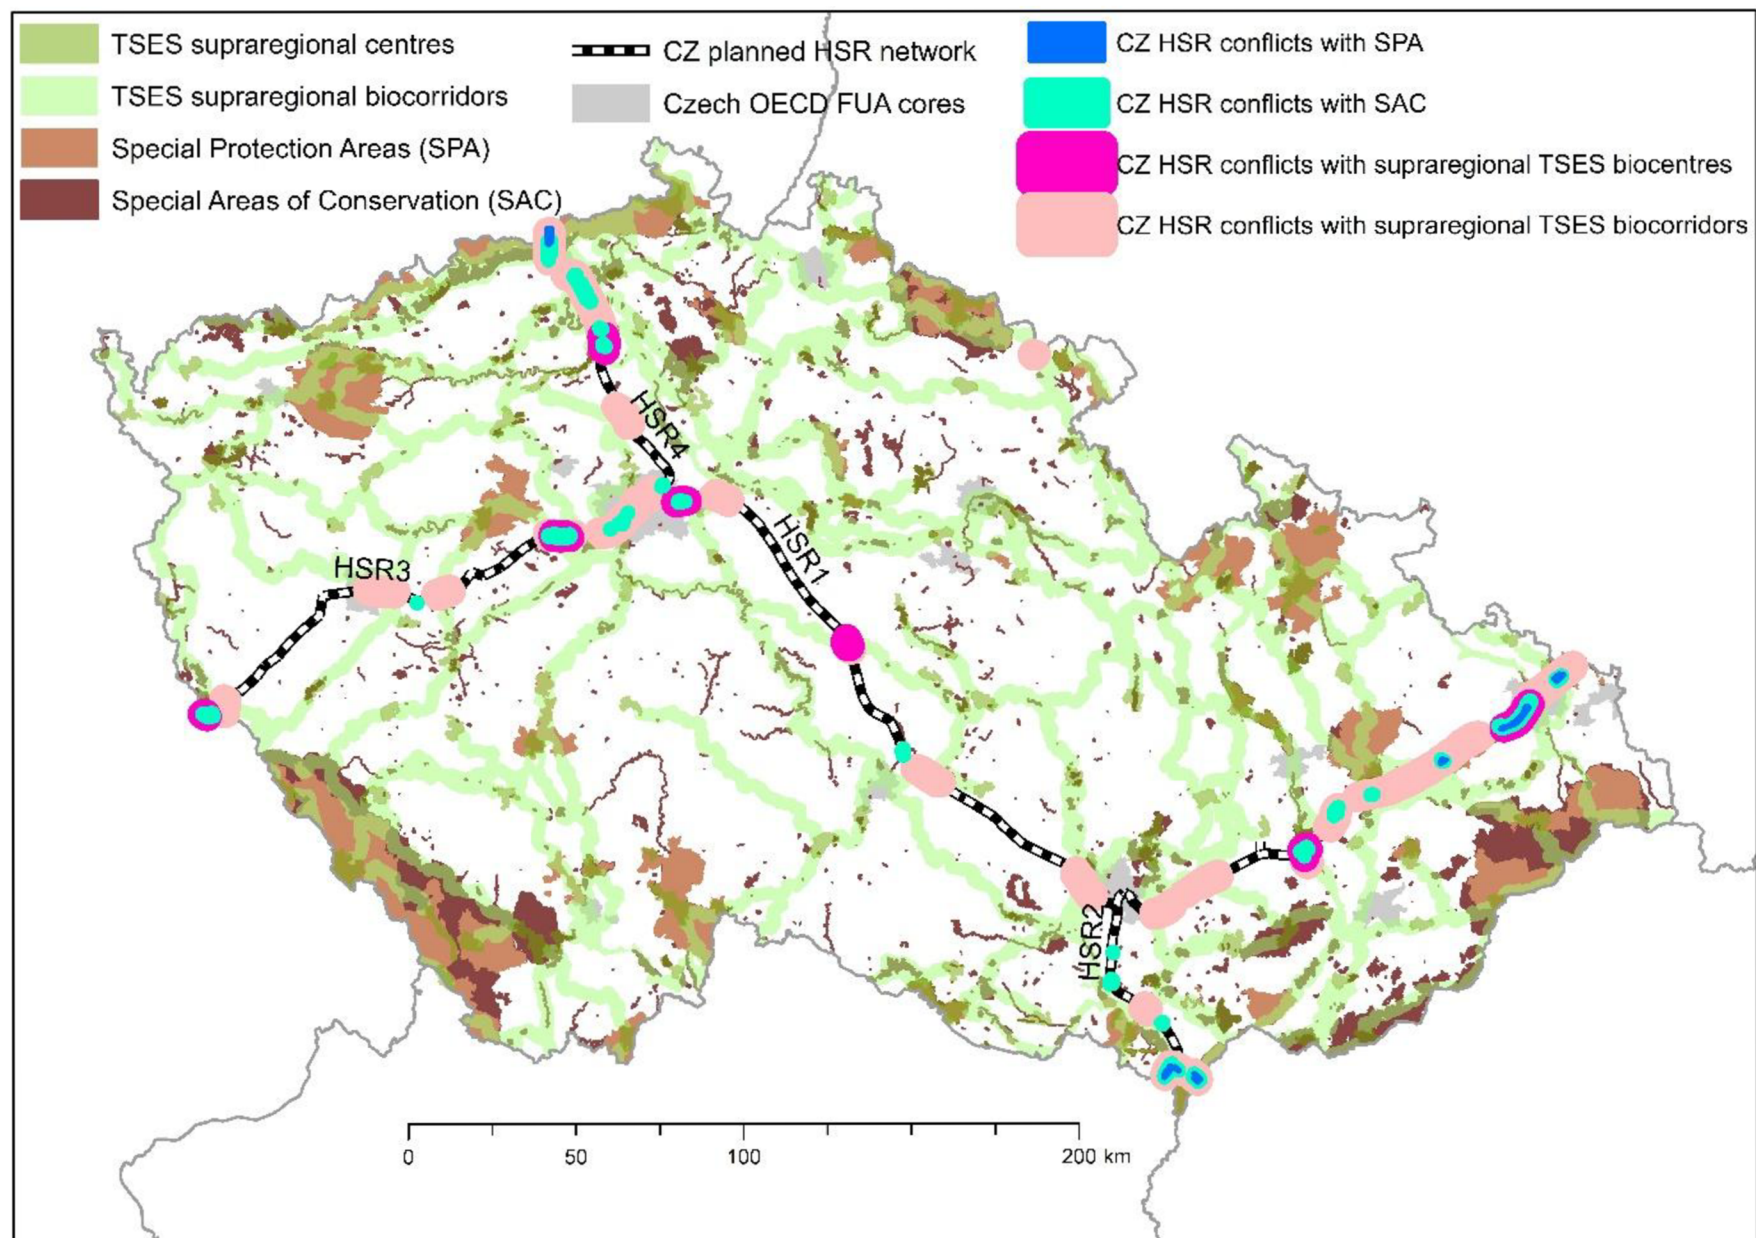 TSES supraregional centres
TSES supraregional biocorridors
Special Protection Areas (SPA)
Special Areas of Conservation (SAC)
CZ planned HSR network
Czech OECD FUA cores
CZ HSR conflicts with SPA
CZ HSR conflicts with SAC
CZ HSR conflicts with supraregional TSES biocentres
CZ HSR conflicts with supraregional TSES biocorridors
HSR4
HSR1
HSR3
HSR2
0 50 100 200 km